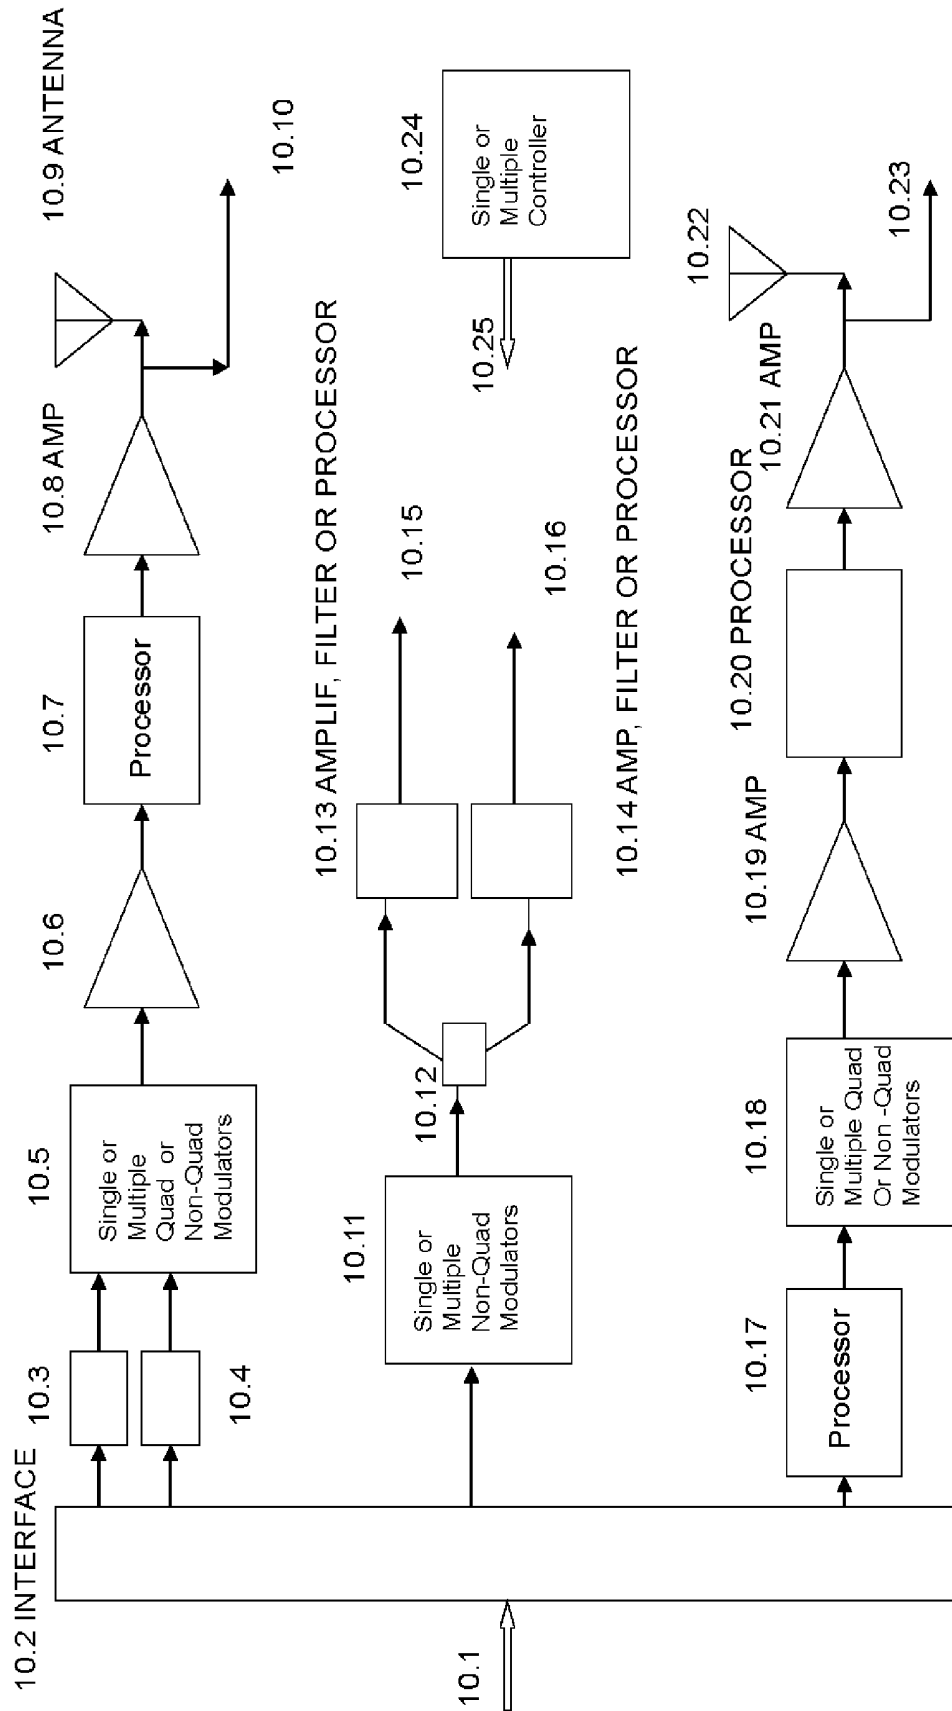 10.1
10.2 INTERFACE
10.3
10.4
10.5
Single or
Multiple
Quad or
Non-Quad
Modulators
10.6
10.7
Processor
10.8 AMP
10.9 ANTENNA
10.10
10.11
Single or
Multiple
Non-Quad
Modulators
10.12
10.13 AMPLIF, FILTER OR PROCESSOR
10.15
10.16
10.14 AMP, FILTER OR PROCESSOR
10.24
Single or
Multiple
Controller
10.25
10.17
Processor
10.18
Single or
Multiple Quad
Or Non -Quad
Modulators
10.19 AMP
10.20 PROCESSOR
10.21 AMP
10.22
10.23